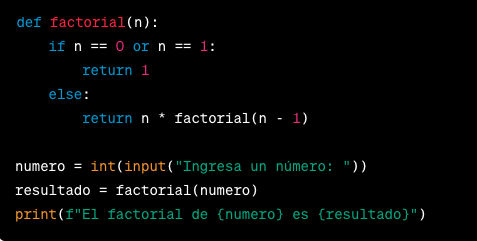 def factorial(n):
    if n == 0 or n == 1:
        return 1
    else:
        return n * factorial(n - 1)

numero = int(input("Ingresa un número: "))
resultado = factorial(numero)
print(f"El factorial de {numero} es {resultado}")